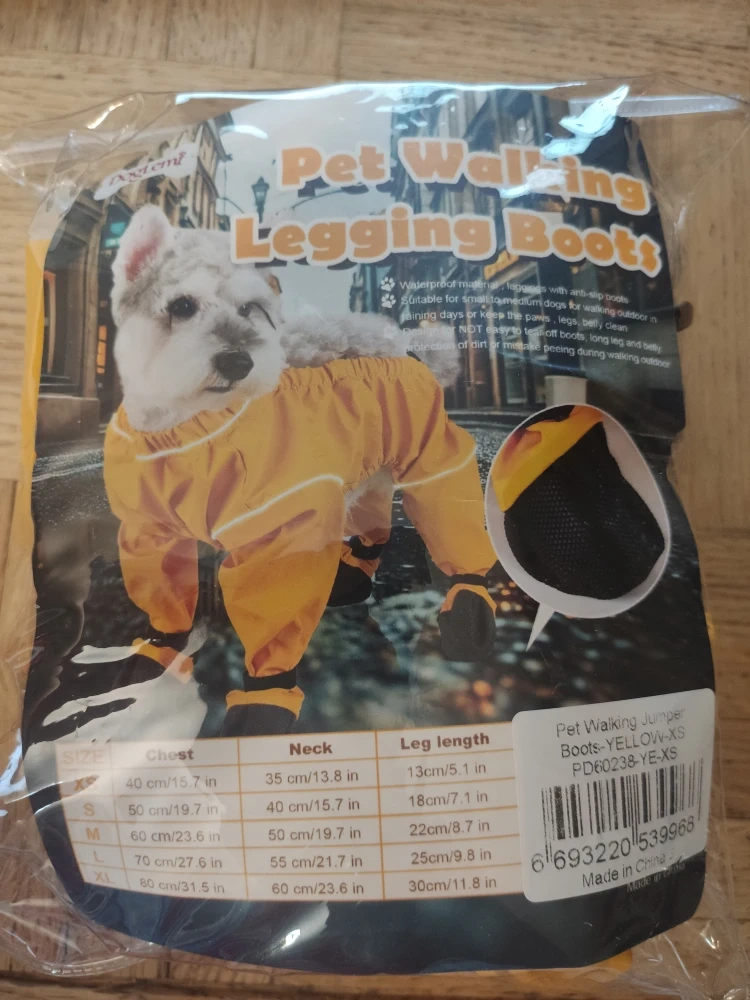 DogLemi
Pet Walking
Legging Boots
Waterproof material , leggings with anti-slip boots
Suitable for small to medium dogs for walking outdoor in
raining days or keep the paws , legs, belly clean
Design for NOT easy to teak off boots, long leg and belly
protection of dirt or mistake peeing during walking outdoor
SIZE Chest Neck Leg length
XS 40 cm/15.7 in 35 cm/13.8 in 13cm/5.1 in
S 50 cm/19.7 in 40 cm/15.7 in 18cm/7.1 in
M 60 cm/23.6 in 50 cm/19.7 in 22cm/8.7 in
L 70 cm/27.6 in 55 cm/21.7 in 25cm/9.8 in
XL 80 cm/31.5 in 60 cm/23.6 in 30cm/11.8 in
Pet Walking Jumper
Boots-YELLOW-XS
PD60238-YE-XS
6 693220 539968
Made in China
Made in China